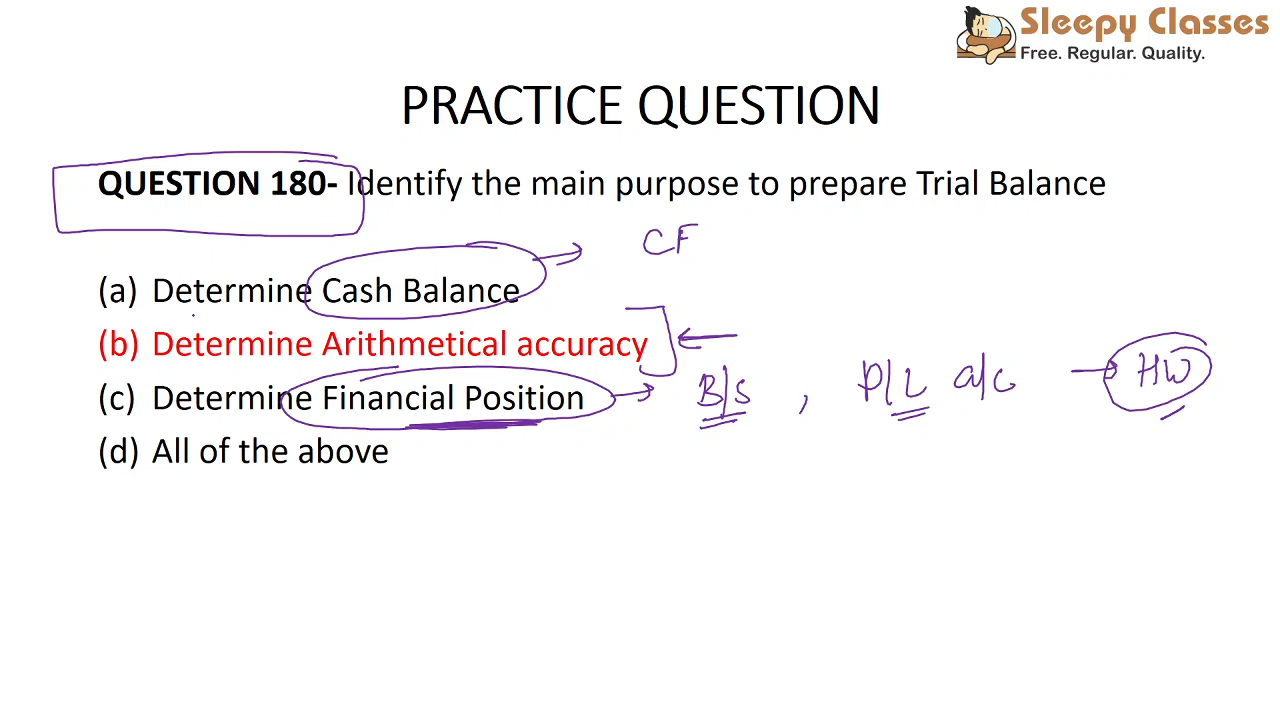 Sleepy Classes
Free. Regular. Quality.
PRACTICE QUESTION
QUESTION 180- Identify the main purpose to prepare Trial Balance
CF
(a) Determine Cash Balance
(b) Determine Arithmetical accuracy
(c) Determine Financial Position
B/S , P/L a/c HW
(d) All of the above